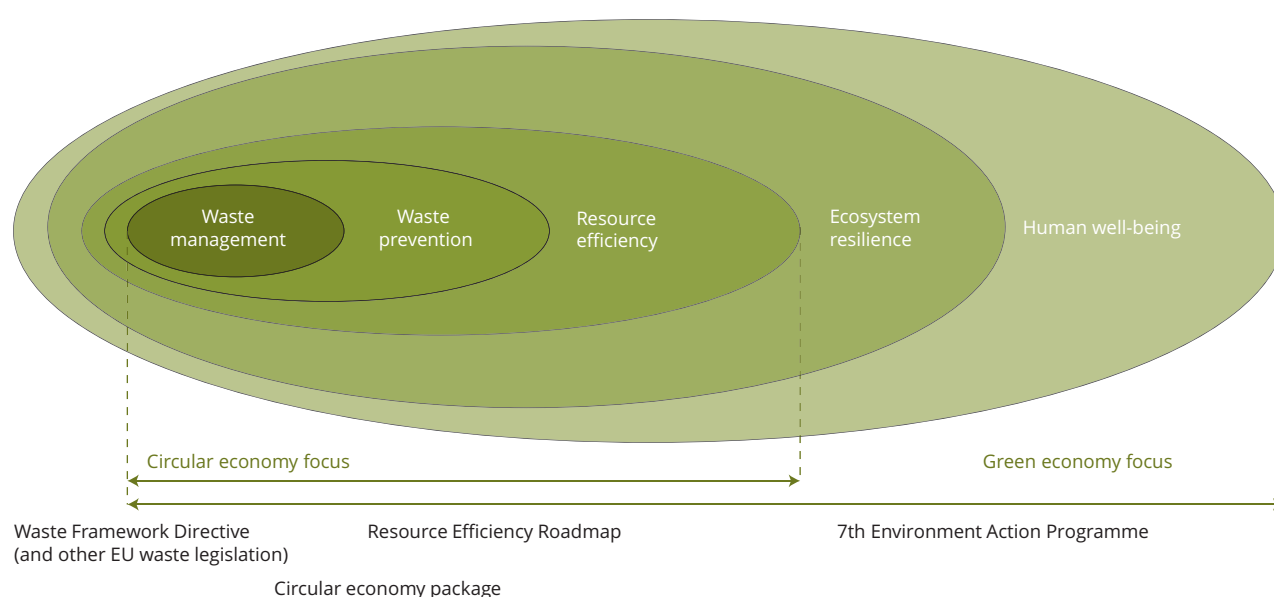 Waste
management
Waste
prevention
Resource
efficiency
Ecosystem
resilience
Human well-being
Circular economy focus
Green economy focus
Waste Framework Directive
(and other EU waste legislation)
Resource Efficiency Roadmap
7th Environment Action Programme
Circular economy package